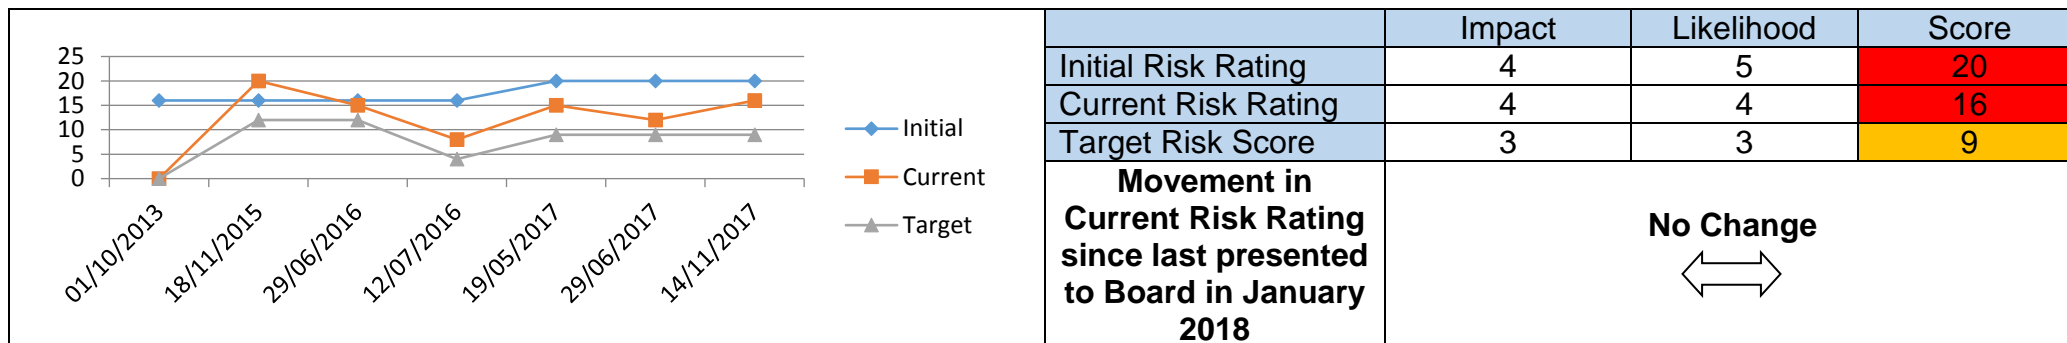 25
20
15
10
5
0
01/10/2013
18/11/2015
29/06/2016
12/07/2016
19/05/2017
29/06/2017
14/11/2017
Initial
Current
Target
Impact Likelihood Score
Initial Risk Rating 4 5 20
Current Risk Rating 4 4 16
Target Risk Score 3 3 9
Movement in
Current Risk Rating
since last presented
to Board in January
2018
No Change